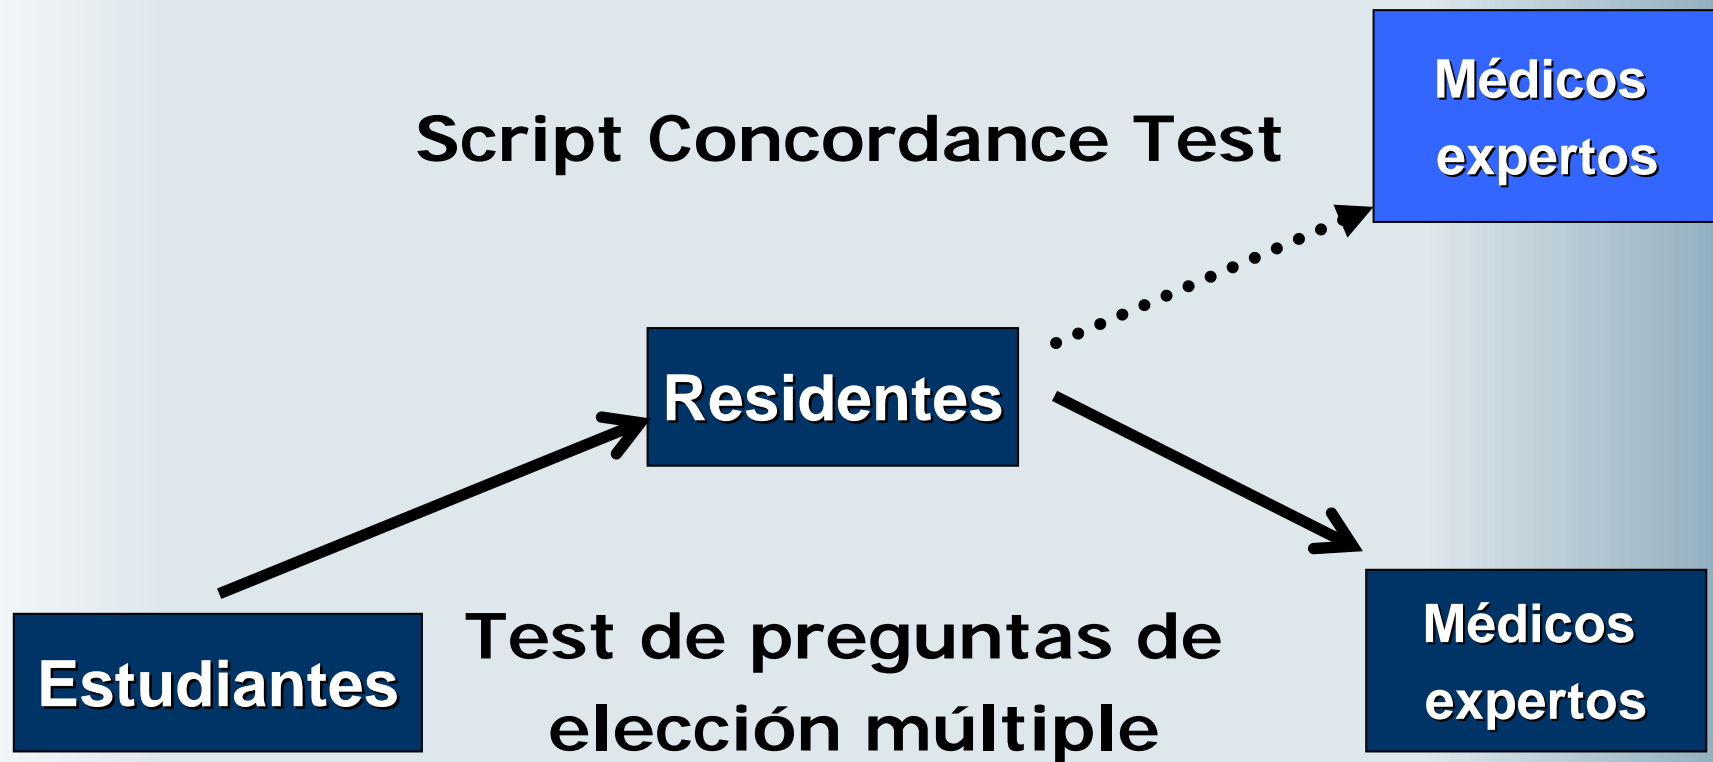 Médicos
expertos
Script Concordance Test
Residentes
Estudiantes
Test de preguntas de
elección múltiple
Médicos
expertos